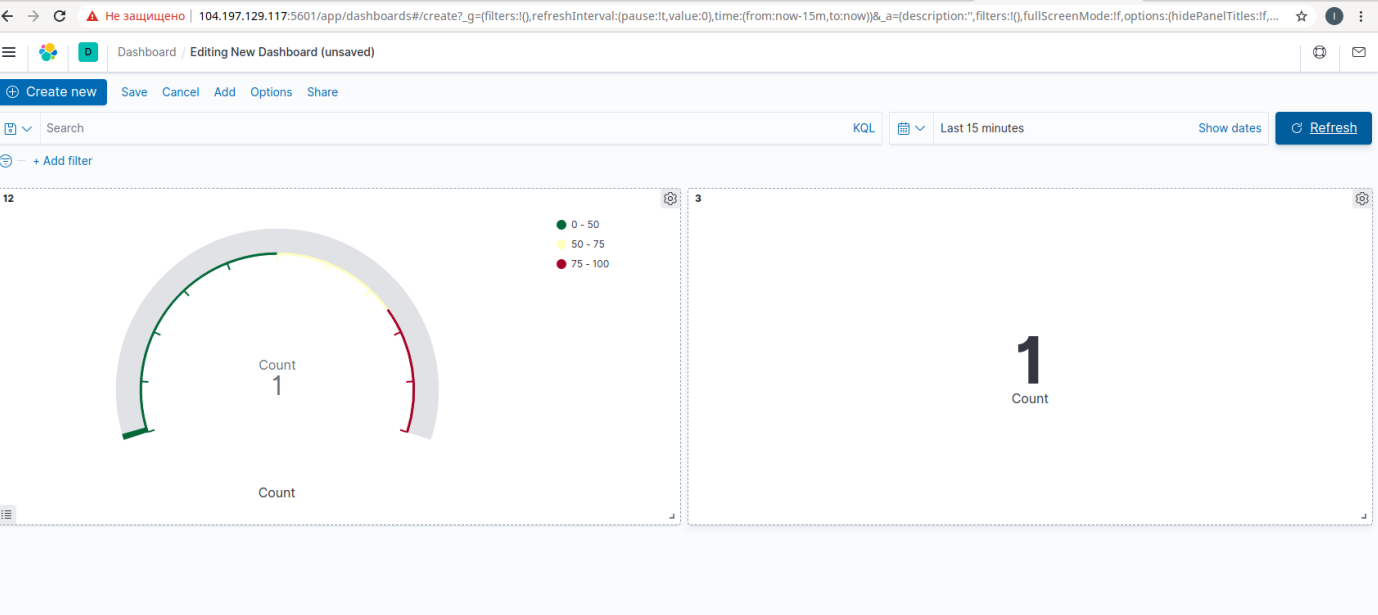 Не защищено 104.197.129.117:5601/app/dashboards#/create?_g=(filters:!(),refreshInterval:(pause:!t,value:0),time:(from:now-15m,to:now))&_a=(description:'',filters:!(),fullScreenMode:!f,options:(hidePanelTitles:!f,... I
D Dashboard / Editing New Dashboard (unsaved)
Create new Save Cancel Add Options Share
Search KQL Last 15 minutes Show dates Refresh
+ Add filter
12
0 - 50
50 - 75
75 - 100
Count
1
Count
3
1
Count